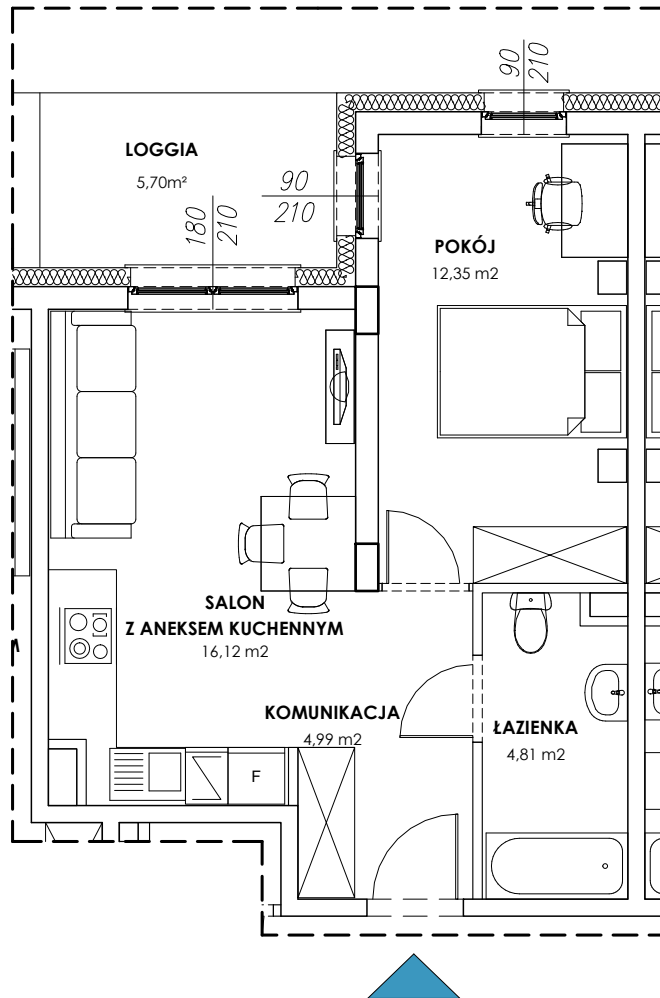 90
210
LOGGIA
5,70m²
180
210
90
210
POKÓJ
12,35 m2
SALON
Z ANEKSEM KUCHENNYM
16,12 m2
KOMUNIKACJA
4,99 m2
ŁAZIENKA
4,81 m2
F